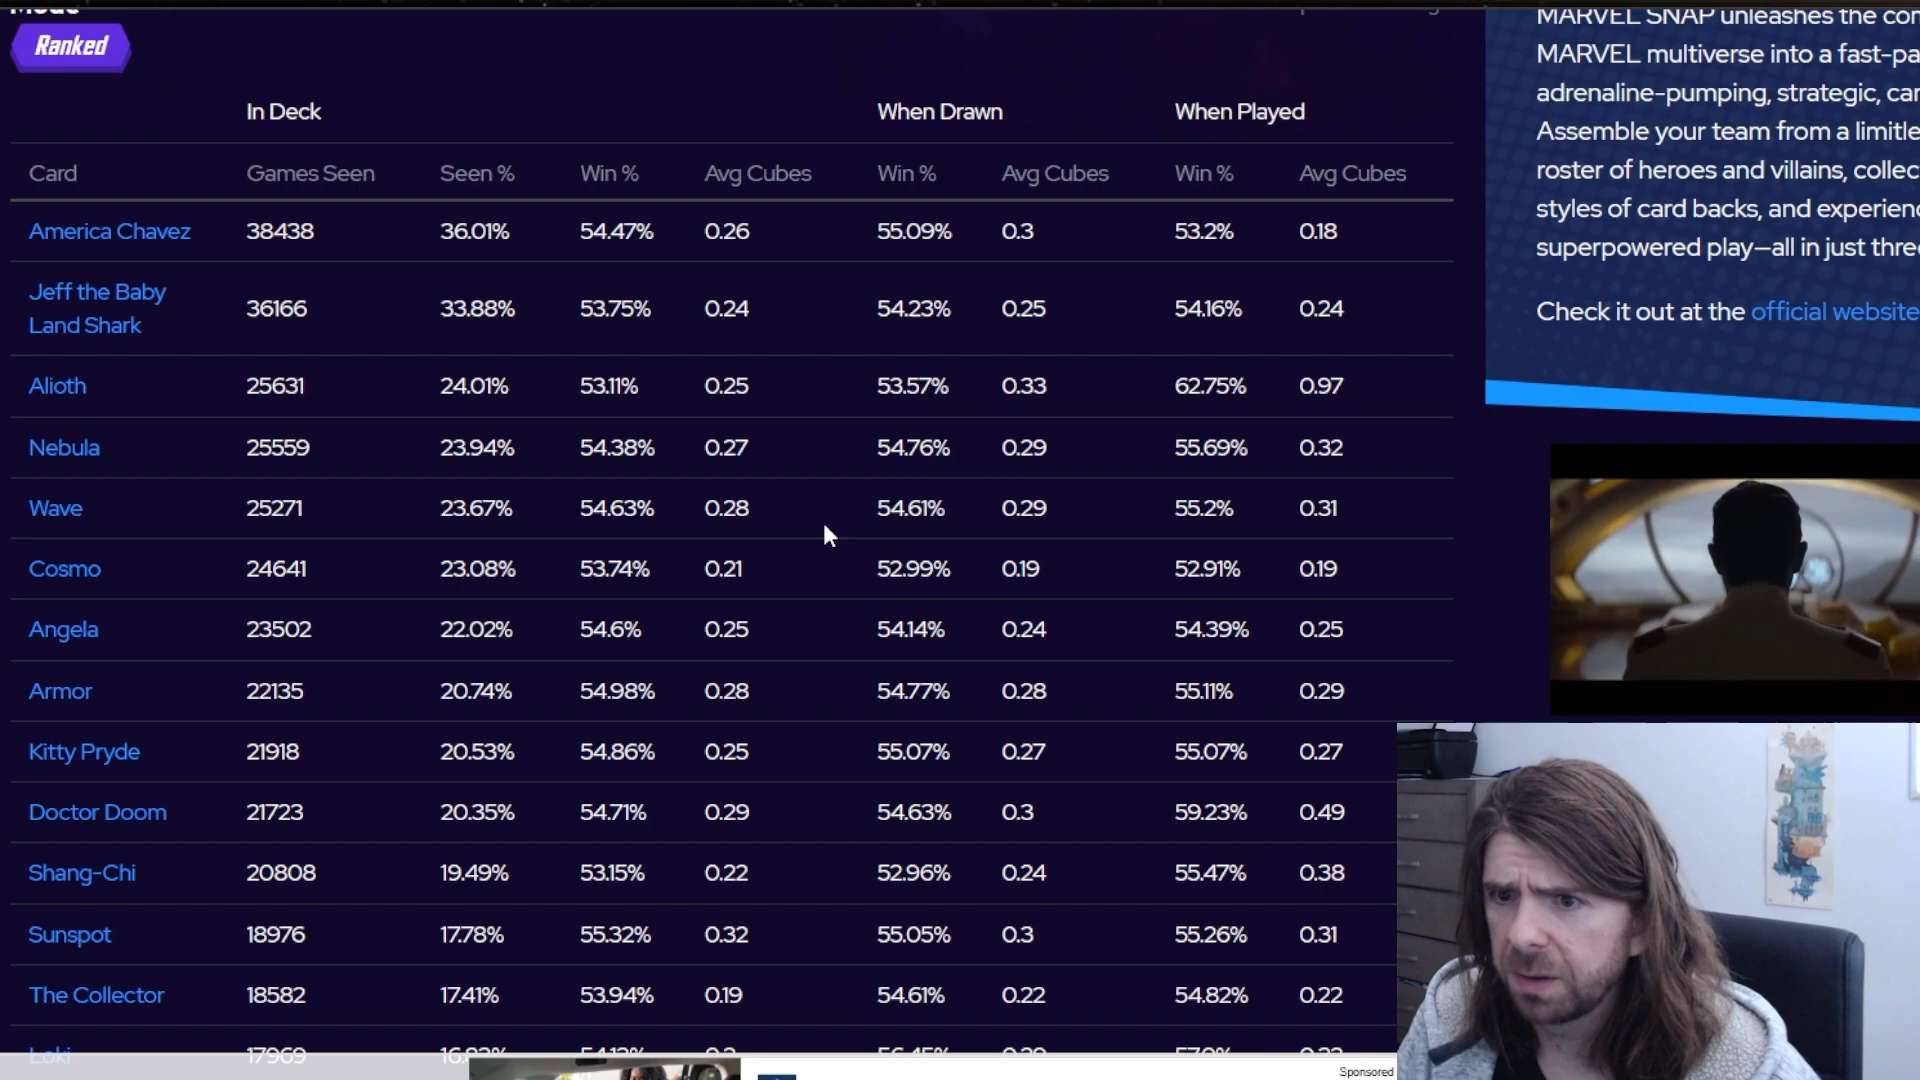 Mode
Ranked
In Deck When Drawn When Played
Card Games Seen Seen % Win % Avg Cubes Win % Avg Cubes Win % Avg Cubes
America Chavez 38438 36.01% 54.47% 0.26 55.09% 0.3 53.2% 0.18
Jeff the Baby
Land Shark 36166 33.88% 53.75% 0.24 54.23% 0.25 54.16% 0.24
Alioth 25631 24.01% 53.11% 0.25 53.57% 0.33 62.75% 0.97
Nebula 25559 23.94% 54.38% 0.27 54.76% 0.29 55.69% 0.32
Wave 25271 23.67% 54.63% 0.28 54.61% 0.29 55.2% 0.31
Cosmo 24641 23.08% 53.74% 0.21 52.99% 0.19 52.91% 0.19
Angela 23502 22.02% 54.6% 0.25 54.14% 0.24 54.39% 0.25
Armor 22135 20.74% 54.98% 0.28 54.77% 0.28 55.11% 0.29
Kitty Pryde 21918 20.53% 54.86% 0.25 55.07% 0.27 55.07% 0.27
Doctor Doom 21723 20.35% 54.71% 0.29 54.63% 0.3 59.23% 0.49
Shang-Chi 20808 19.49% 53.15% 0.22 52.96% 0.24 55.47% 0.38
Sunspot 18976 17.78% 55.32% 0.32 55.05% 0.3 55.26% 0.31
The Collector 18582 17.41% 53.94% 0.19 54.61% 0.22 54.82% 0.22
Loki 17969
MARVEL SNAP unleashes the con
MARVEL multiverse into a fast-pa
adrenaline-pumping, strategic, car
Assemble your team from a limitle
roster of heroes and villains, collec
styles of card backs, and experienc
superpowered play—all in just three
Check it out at the official website
Sponsored